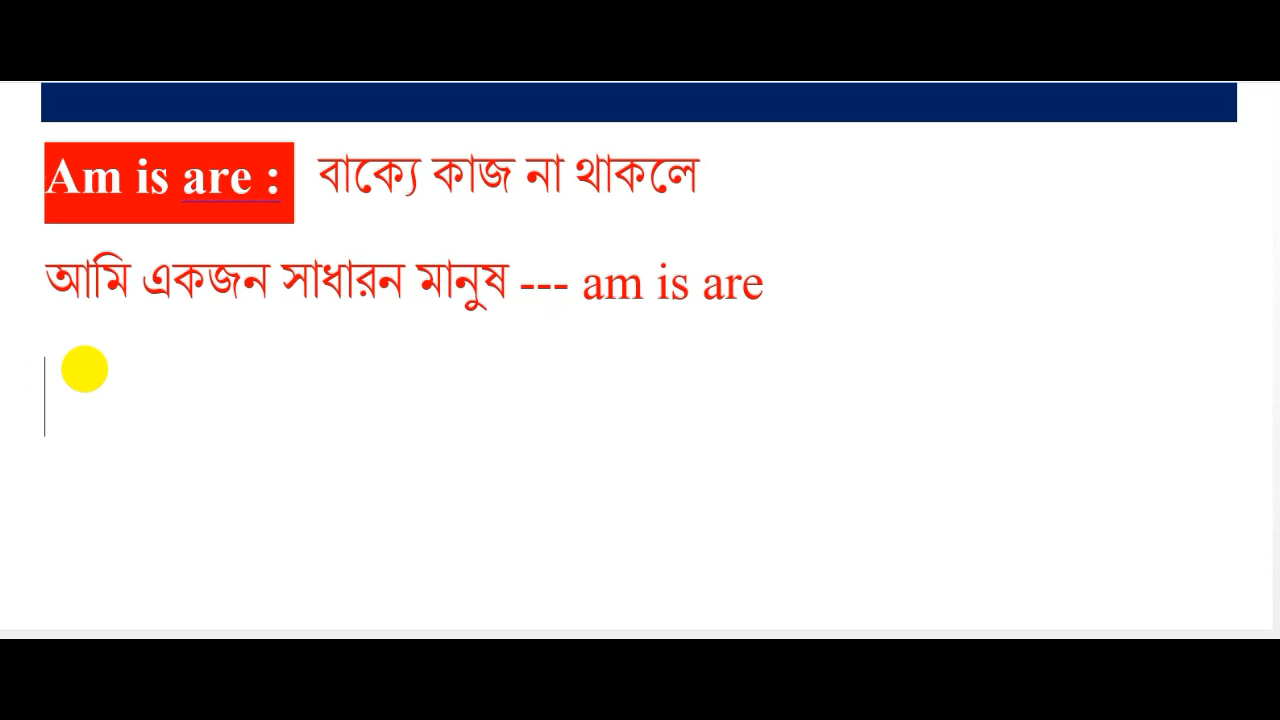 Am is are : বাক্যে কাজ না থাকলে
আমি একজন সাধারন মানুষ --- am is are